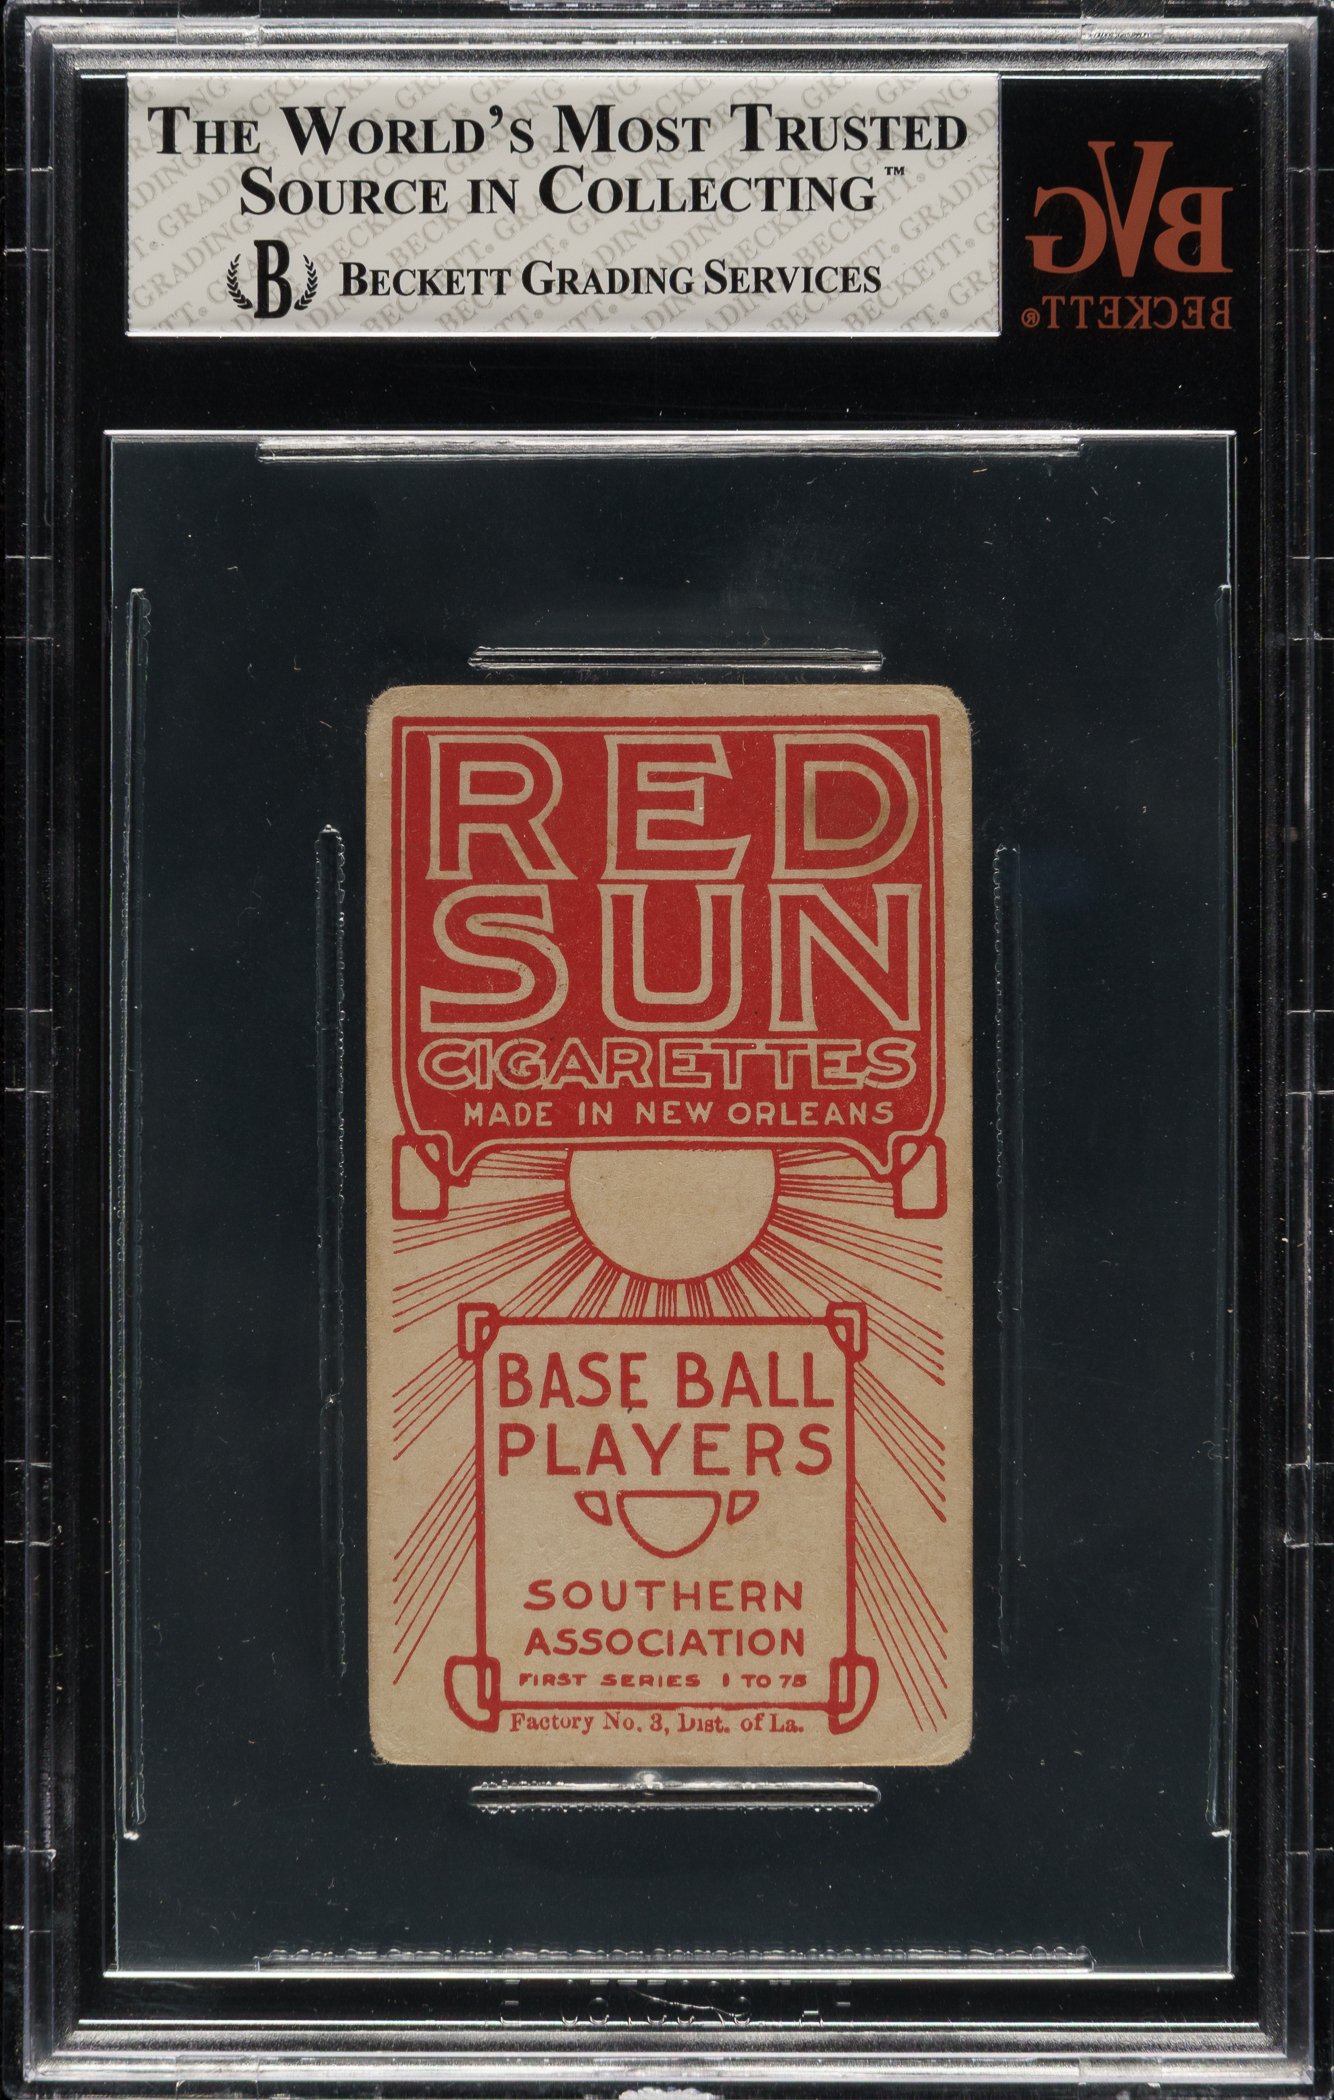 THE WORLD'S MOST TRUSTED
SOURCE IN COLLECTING™
B BECKETT GRADING SERVICES
BVG
BECKETT®
RED
SUN
CIGARETTES
MADE IN NEW ORLEANS
BASE BALL
PLAYERS
SOUTHERN
ASSOCIATION
FIRST SERIES 1 TO 75
Factory No. 3, Dist. of La.